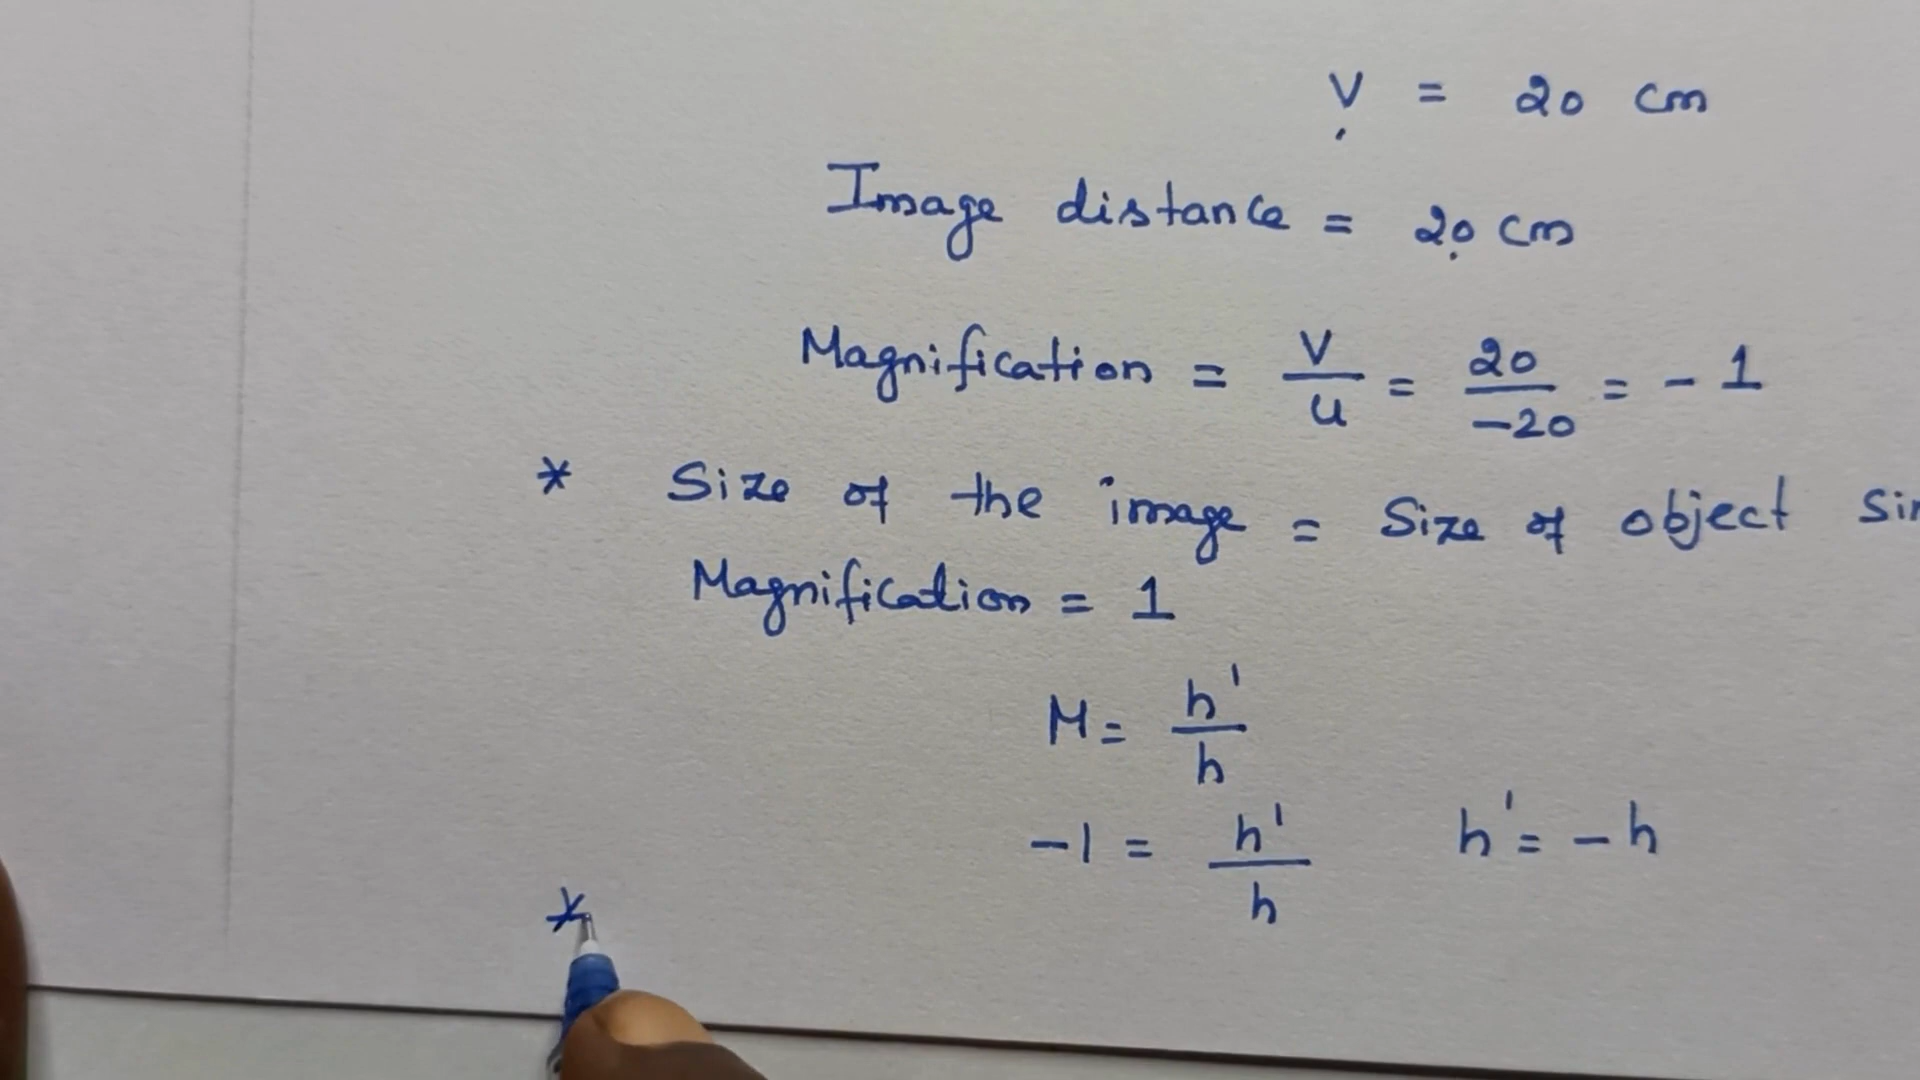 V = 20 cm
Image distance = 20 cm
Magnification = V/u = 20/-20 = - 1
* Size of the image = Size of object
Magnification = 1
M = h'/h
-1 = h'/h h' = - h
*